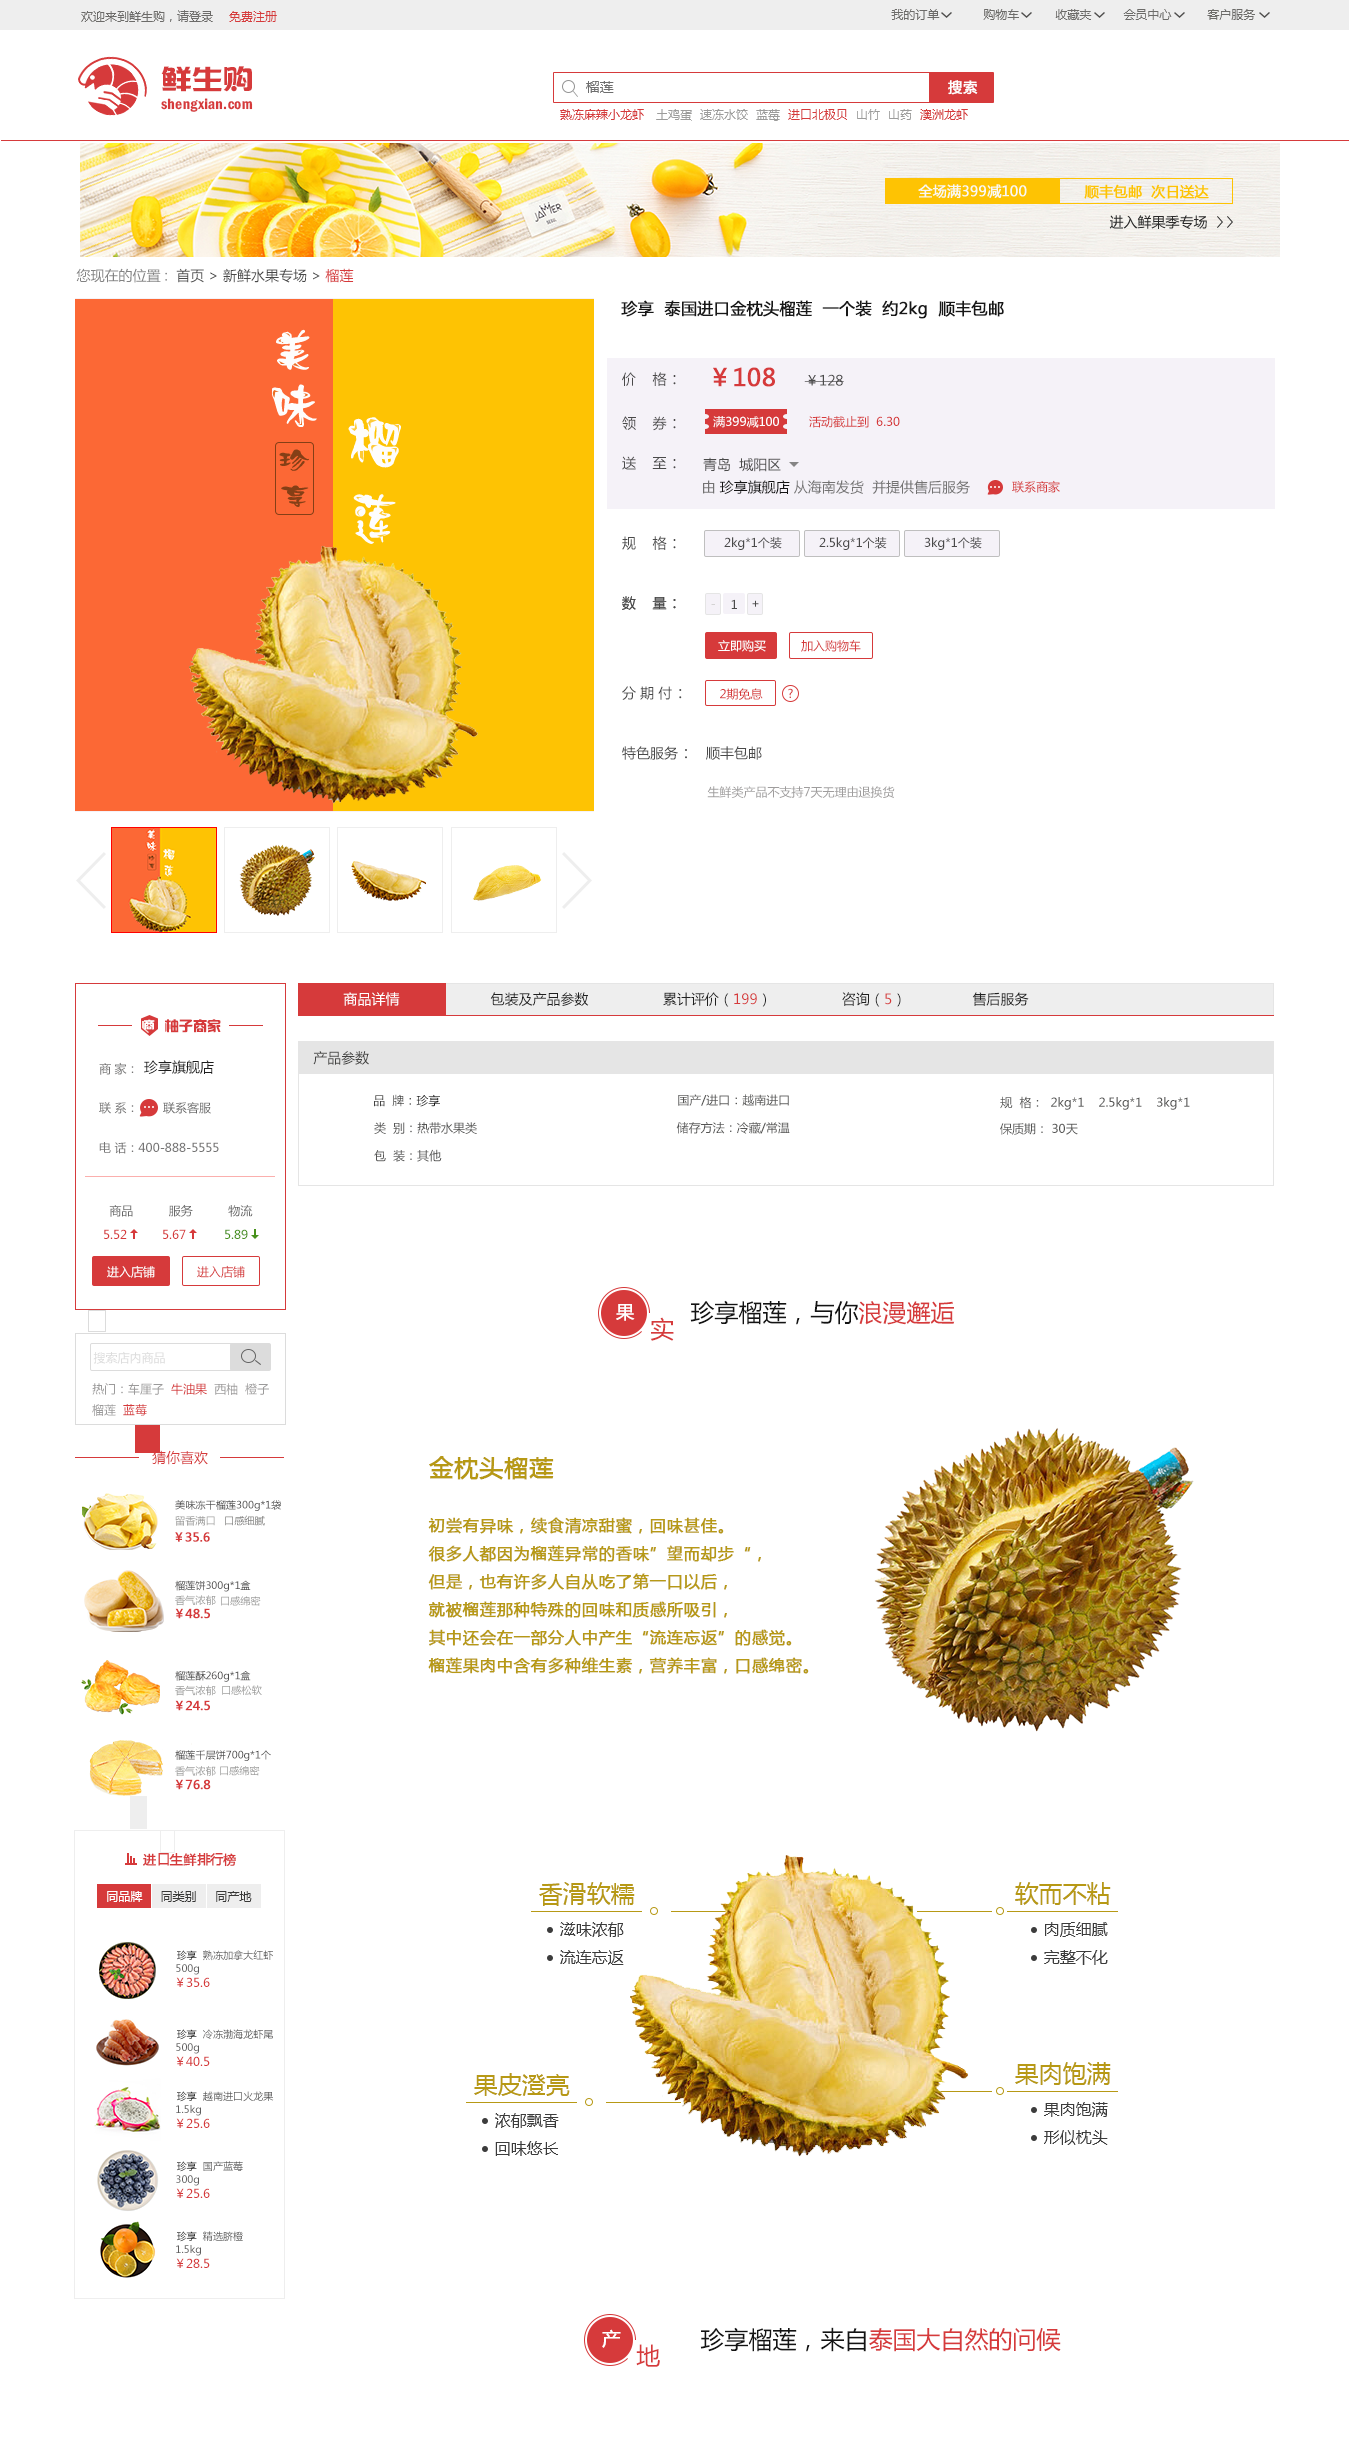 欢迎来到鲜生购，请登录 免费注册
我的订单 购物车 收藏夹 会员中心 客户服务
鲜生购
shengxian.com
榴莲 搜索
熟冻麻辣小龙虾 土鸡蛋 速冻水饺 蓝莓 进口北极贝 山竹 山药 澳洲龙虾
JAMIE
全场满399减100 顺丰包邮 次日送达
进入鲜果季专场
您现在的位置：首页 > 新鲜水果专场 > 榴莲
美味
珍享
榴莲
珍享 泰国进口金枕头榴莲 一个装 约2kg 顺丰包邮
价 格： ￥108 ￥128
领 券： 满399减100 活动截止到 6.30
送 至： 青岛 城阳区
由 珍享旗舰店 从海南发货 并提供售后服务 联系商家
规 格： 2kg*1个装 2.5kg*1个装 3kg*1个装
数 量： - 1 +
立即购买 加入购物车
分 期 付： 2期免息 ?
特色服务： 顺丰包邮
生鲜类产品不支持7天无理由退换货
美味
珍享
榴莲
柚子商家
商 家： 珍享旗舰店
联 系： 联系客服
电 话：400-888-5555
商品 服务 物流
5.52 5.67 5.89
进入店铺 进入店铺
搜索店内商品
热门：车厘子 牛油果 西柚 橙子
榴莲 蓝莓
猜你喜欢
美味冻干榴莲300g*1袋
留香满口 口感细腻
￥35.6
榴莲饼300g*1盒
香气浓郁 口感绵密
￥48.5
榴莲酥260g*1盒
香气浓郁 口感松软
￥24.5
榴莲千层饼700g*1个
香气浓郁 口感绵密
￥76.8
进口生鲜排行榜
同品牌 同类别 同产地
珍享 熟冻加拿大红虾
500g
￥35.6
珍享 冷冻渤海龙虾尾
500g
￥40.5
珍享 越南进口火龙果
1.5kg
￥25.6
珍享 国产蓝莓
300g
￥25.6
珍享 精选脐橙
1.5kg
￥28.5
商品详情 包装及产品参数 累计评价（199） 咨询（5） 售后服务
产品参数
品 牌：珍享 国产/进口：越南进口 规 格： 2kg*1 2.5kg*1 3kg*1
类 别：热带水果类 储存方法：冷藏/常温 保质期： 30天
包 装：其他
果实 珍享榴莲，与你浪漫邂逅
金枕头榴莲
初尝有异味，续食清凉甜蜜，回味甚佳。
很多人都因为榴莲异常的香味”望而却步“，
但是，也有许多人自从吃了第一口以后，
就被榴莲那种特殊的回味和质感所吸引，
其中还会在一部分人中产生“流连忘返”的感觉。
榴莲果肉中含有多种维生素，营养丰富，口感绵密。
香滑软糯
• 滋味浓郁
• 流连忘返
软而不粘
• 肉质细腻
• 完整不化
果皮澄亮
• 浓郁飘香
• 回味悠长
果肉饱满
• 果肉饱满
• 形似枕头
产地 珍享榴莲，来自泰国大自然的问候